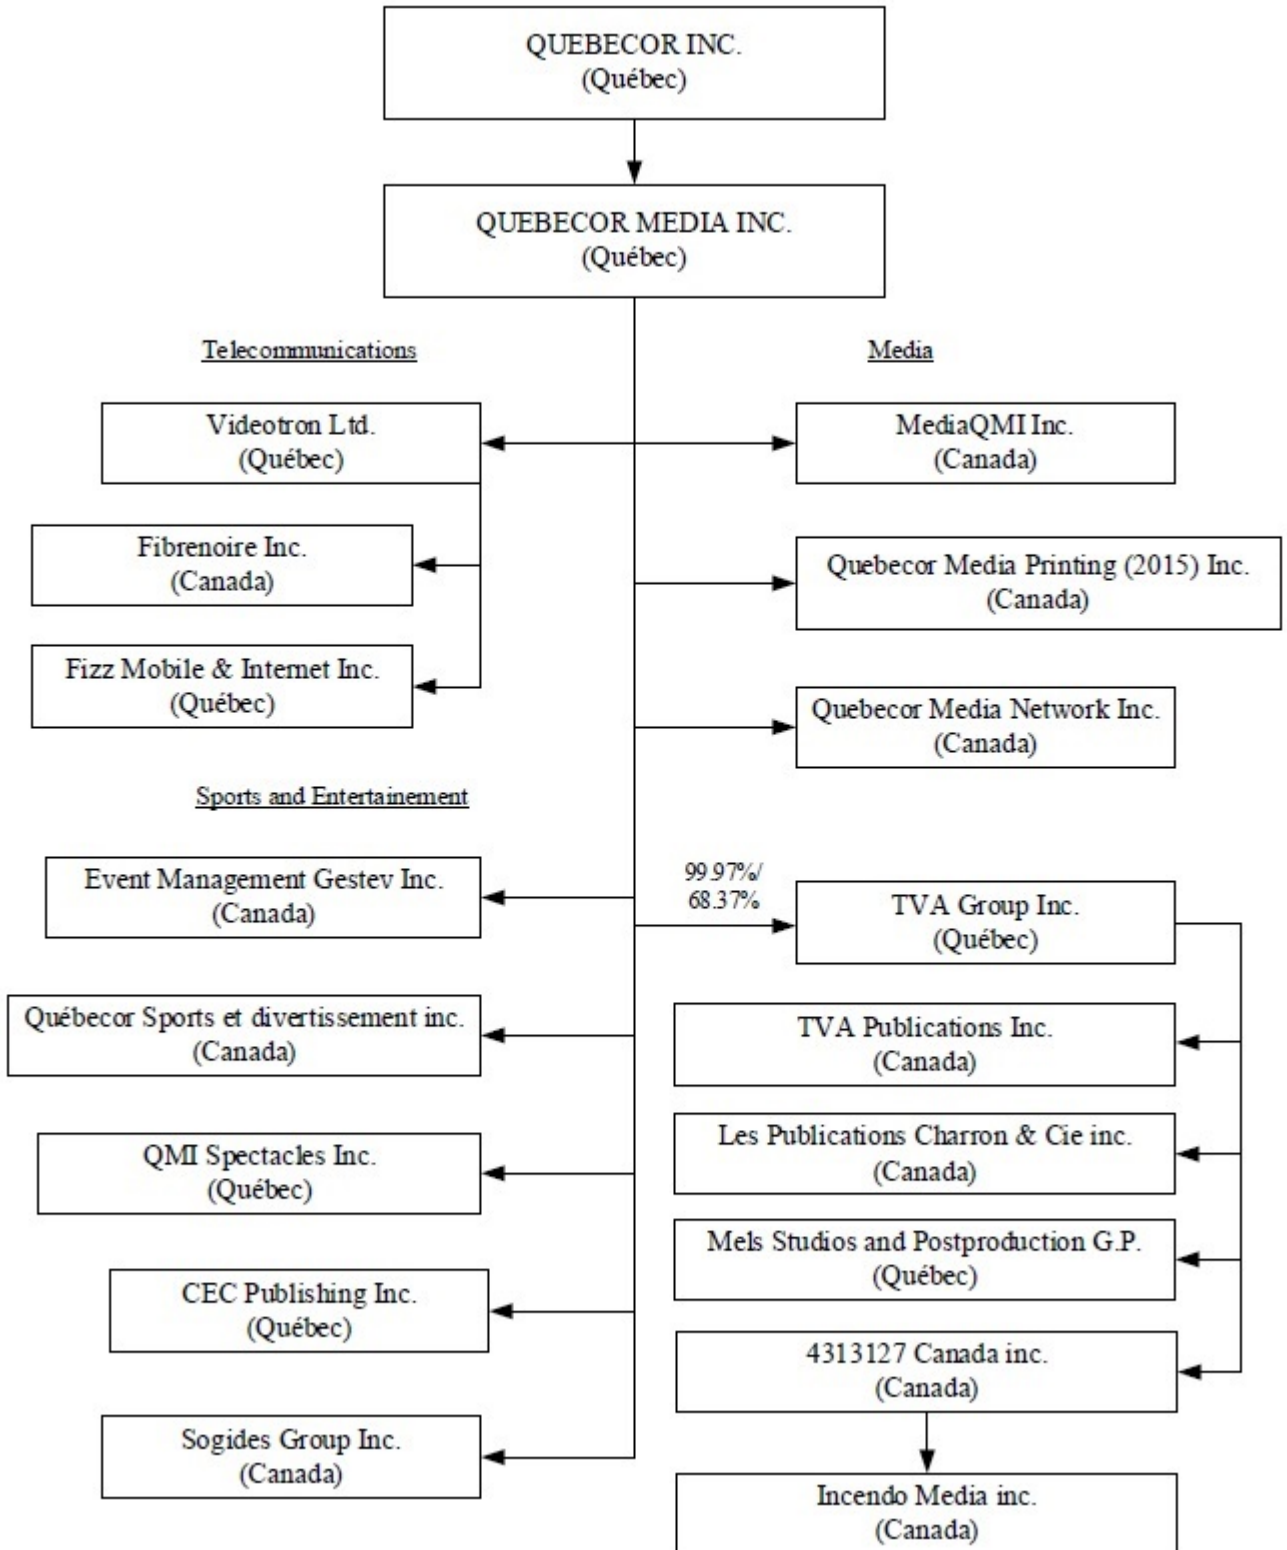 QUEBECOR INC.
(Québec)
QUEBECOR MEDIA INC.
(Québec)
Telecommunications
Videotron Ltd.
(Québec)
Fibrenoire Inc.
(Canada)
Fizz Mobile & Internet Inc.
(Québec)
Sports and Entertainement
Event Management Gestev Inc.
(Canada)
Québecor Sports et divertissement inc.
(Canada)
QMI Spectacles Inc.
(Québec)
CEC Publishing Inc.
(Québec)
Sogides Group Inc.
(Canada)
Media
MediaQMI Inc.
(Canada)
Quebecor Media Printing (2015) Inc.
(Canada)
Quebecor Media Network Inc.
(Canada)
99.97%/
68.37%
TVA Group Inc.
(Québec)
TVA Publications Inc.
(Canada)
Les Publications Charron & Cie inc.
(Canada)
Mels Studios and Postproduction G.P.
(Québec)
4313127 Canada inc.
(Canada)
Incendo Media inc.
(Canada)